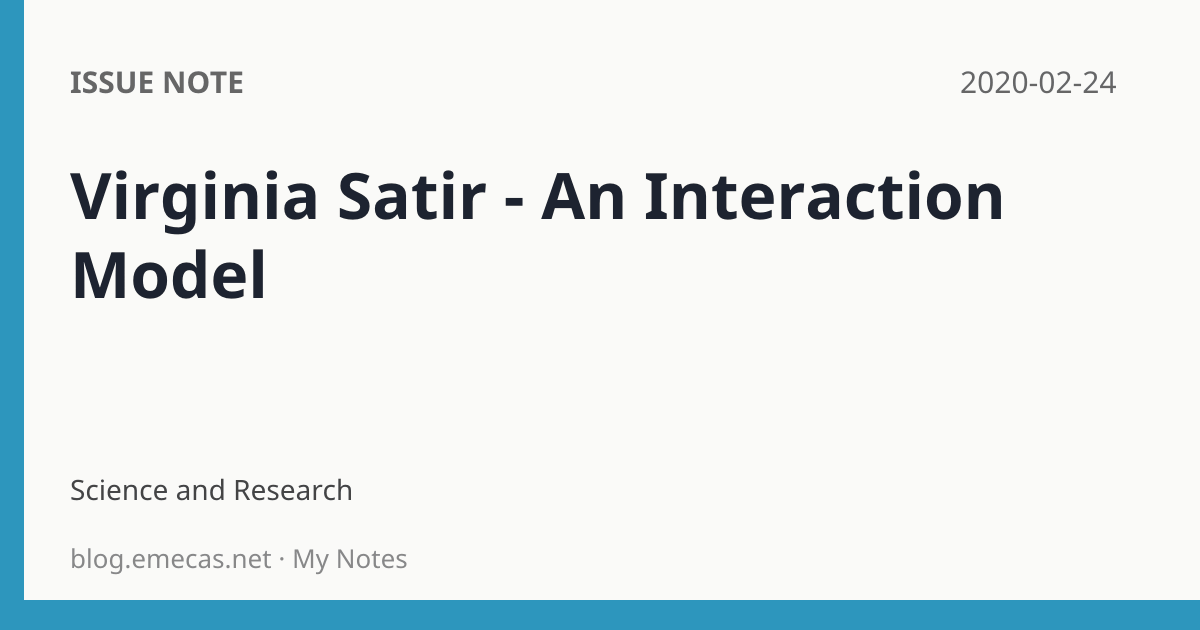 ISSUE NOTE
2020-02-24
Virginia Satir - An Interaction
Model
Science and Research
blog.emecas.net · My Notes